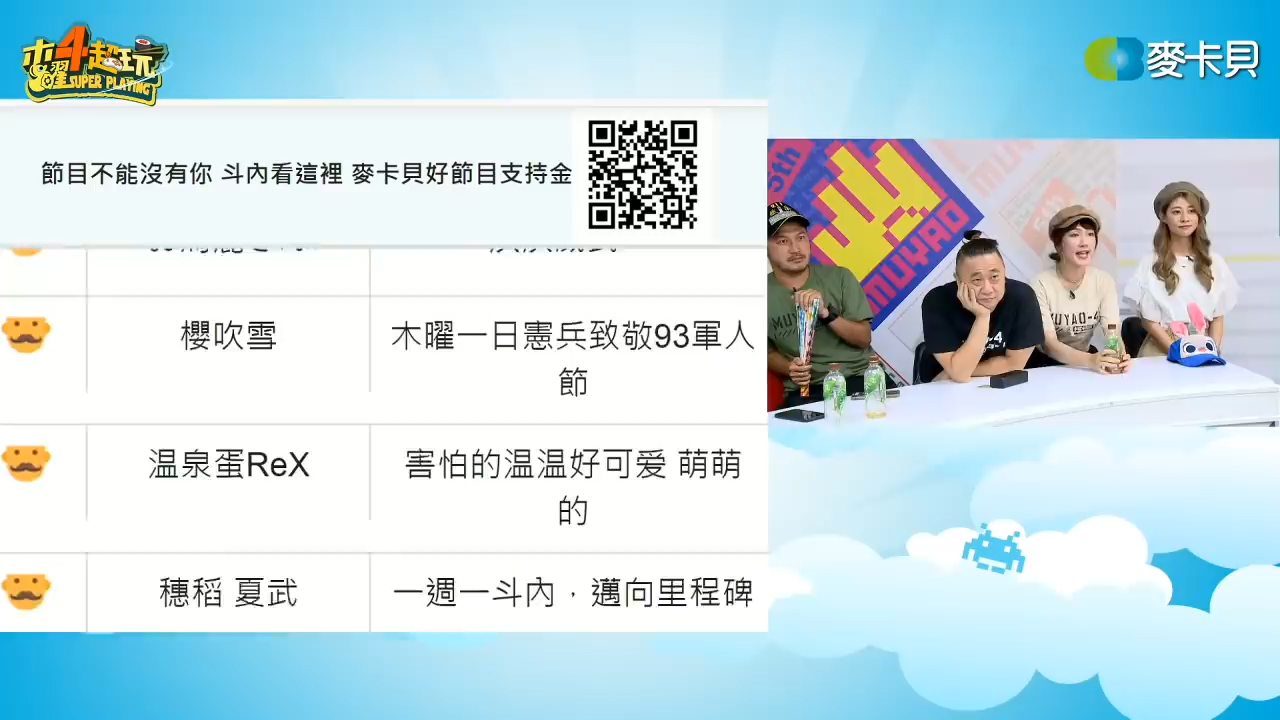 木曜4超玩
SUPER PLAYING
麥卡貝
節目不能沒有你 斗內看這裡 麥卡貝好節目支持金
櫻吹雪
木曜一日憲兵致敬93軍人
節
温泉蛋ReX
害怕的温温好可爱 萌萌
的
穗稻 夏武
一週一斗內，邁向里程碑
5th
MUYAO
MUYAO-4